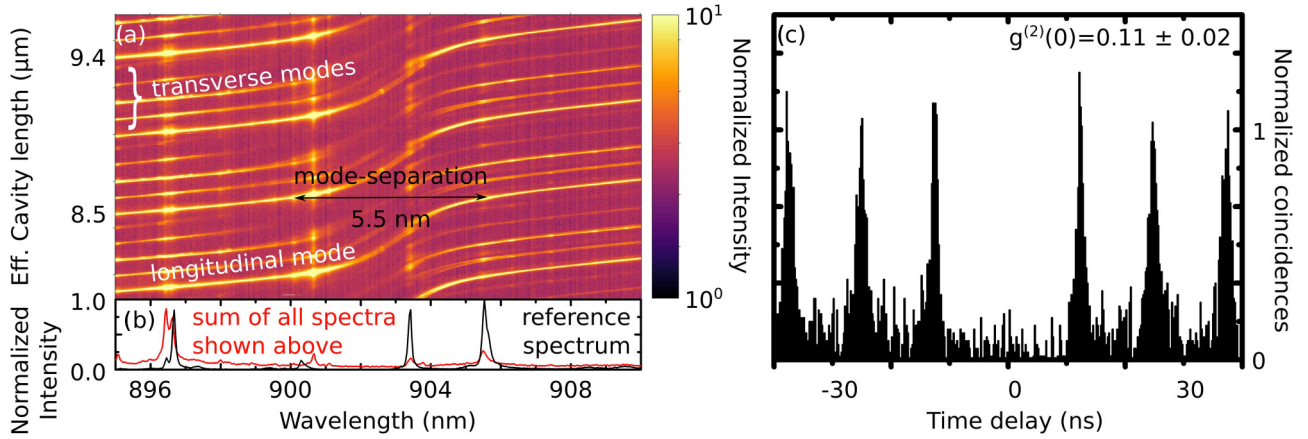 (a)
transverse modes
mode-separation
5.5 nm
longitudinal mode
Eff. Cavity length (μm)
9.4
8.5
10¹
10⁰
Normalized Intensity
(b)
sum of all spectra
shown above
reference
spectrum
Normalized
Intensity
1.0
0.0
896
900
904
908
Wavelength (nm)
(c)
g⁽²⁾(0)=0.11 ± 0.02
Normalized coincidences
1
0
-30
0
30
Time delay (ns)